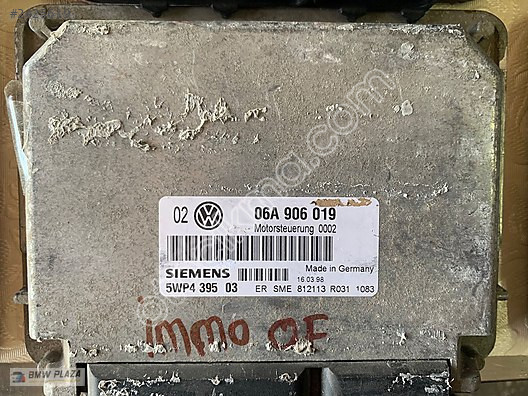 02 06A 906 019
Motorsteuerung 0002
SIEMENS Made in Germany
16.03.98
5WP4 395 03 ER SME 812113 R031 1083
IMMO OF
BMW PLAZA